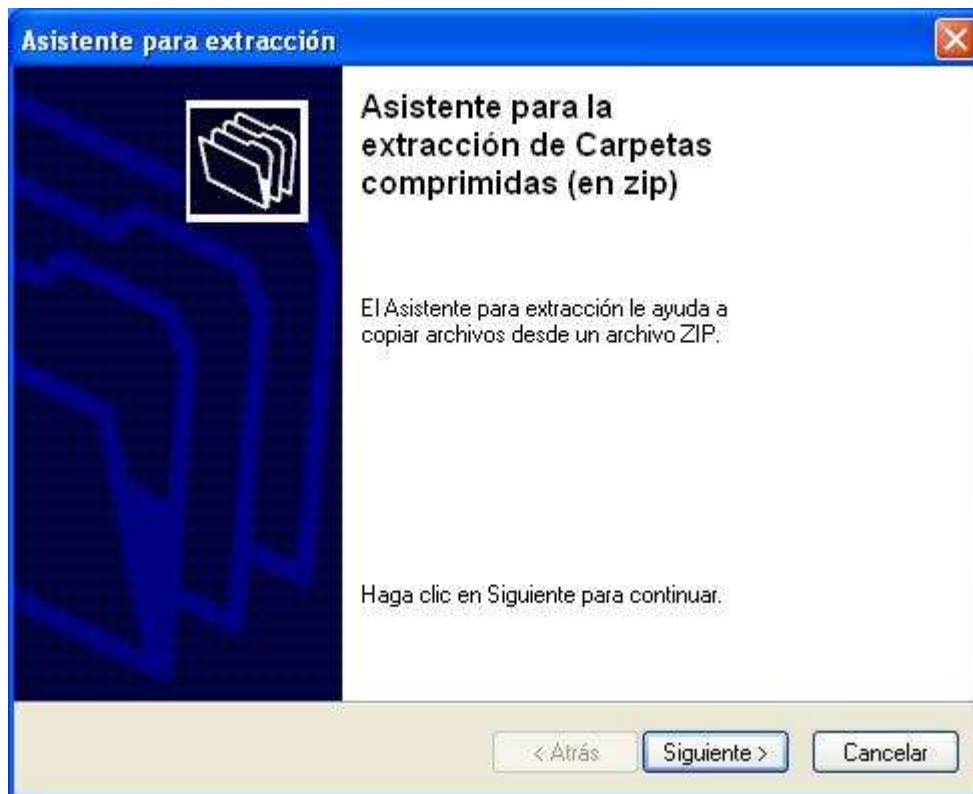 Asistente para extracción
Asistente para la
extracción de Carpetas
comprimidas (en zip)
El Asistente para extracción le ayuda a
copiar archivos desde un archivo ZIP.
Haga clic en Siguiente para continuar.
< Atrás
Siguiente >
Cancelar